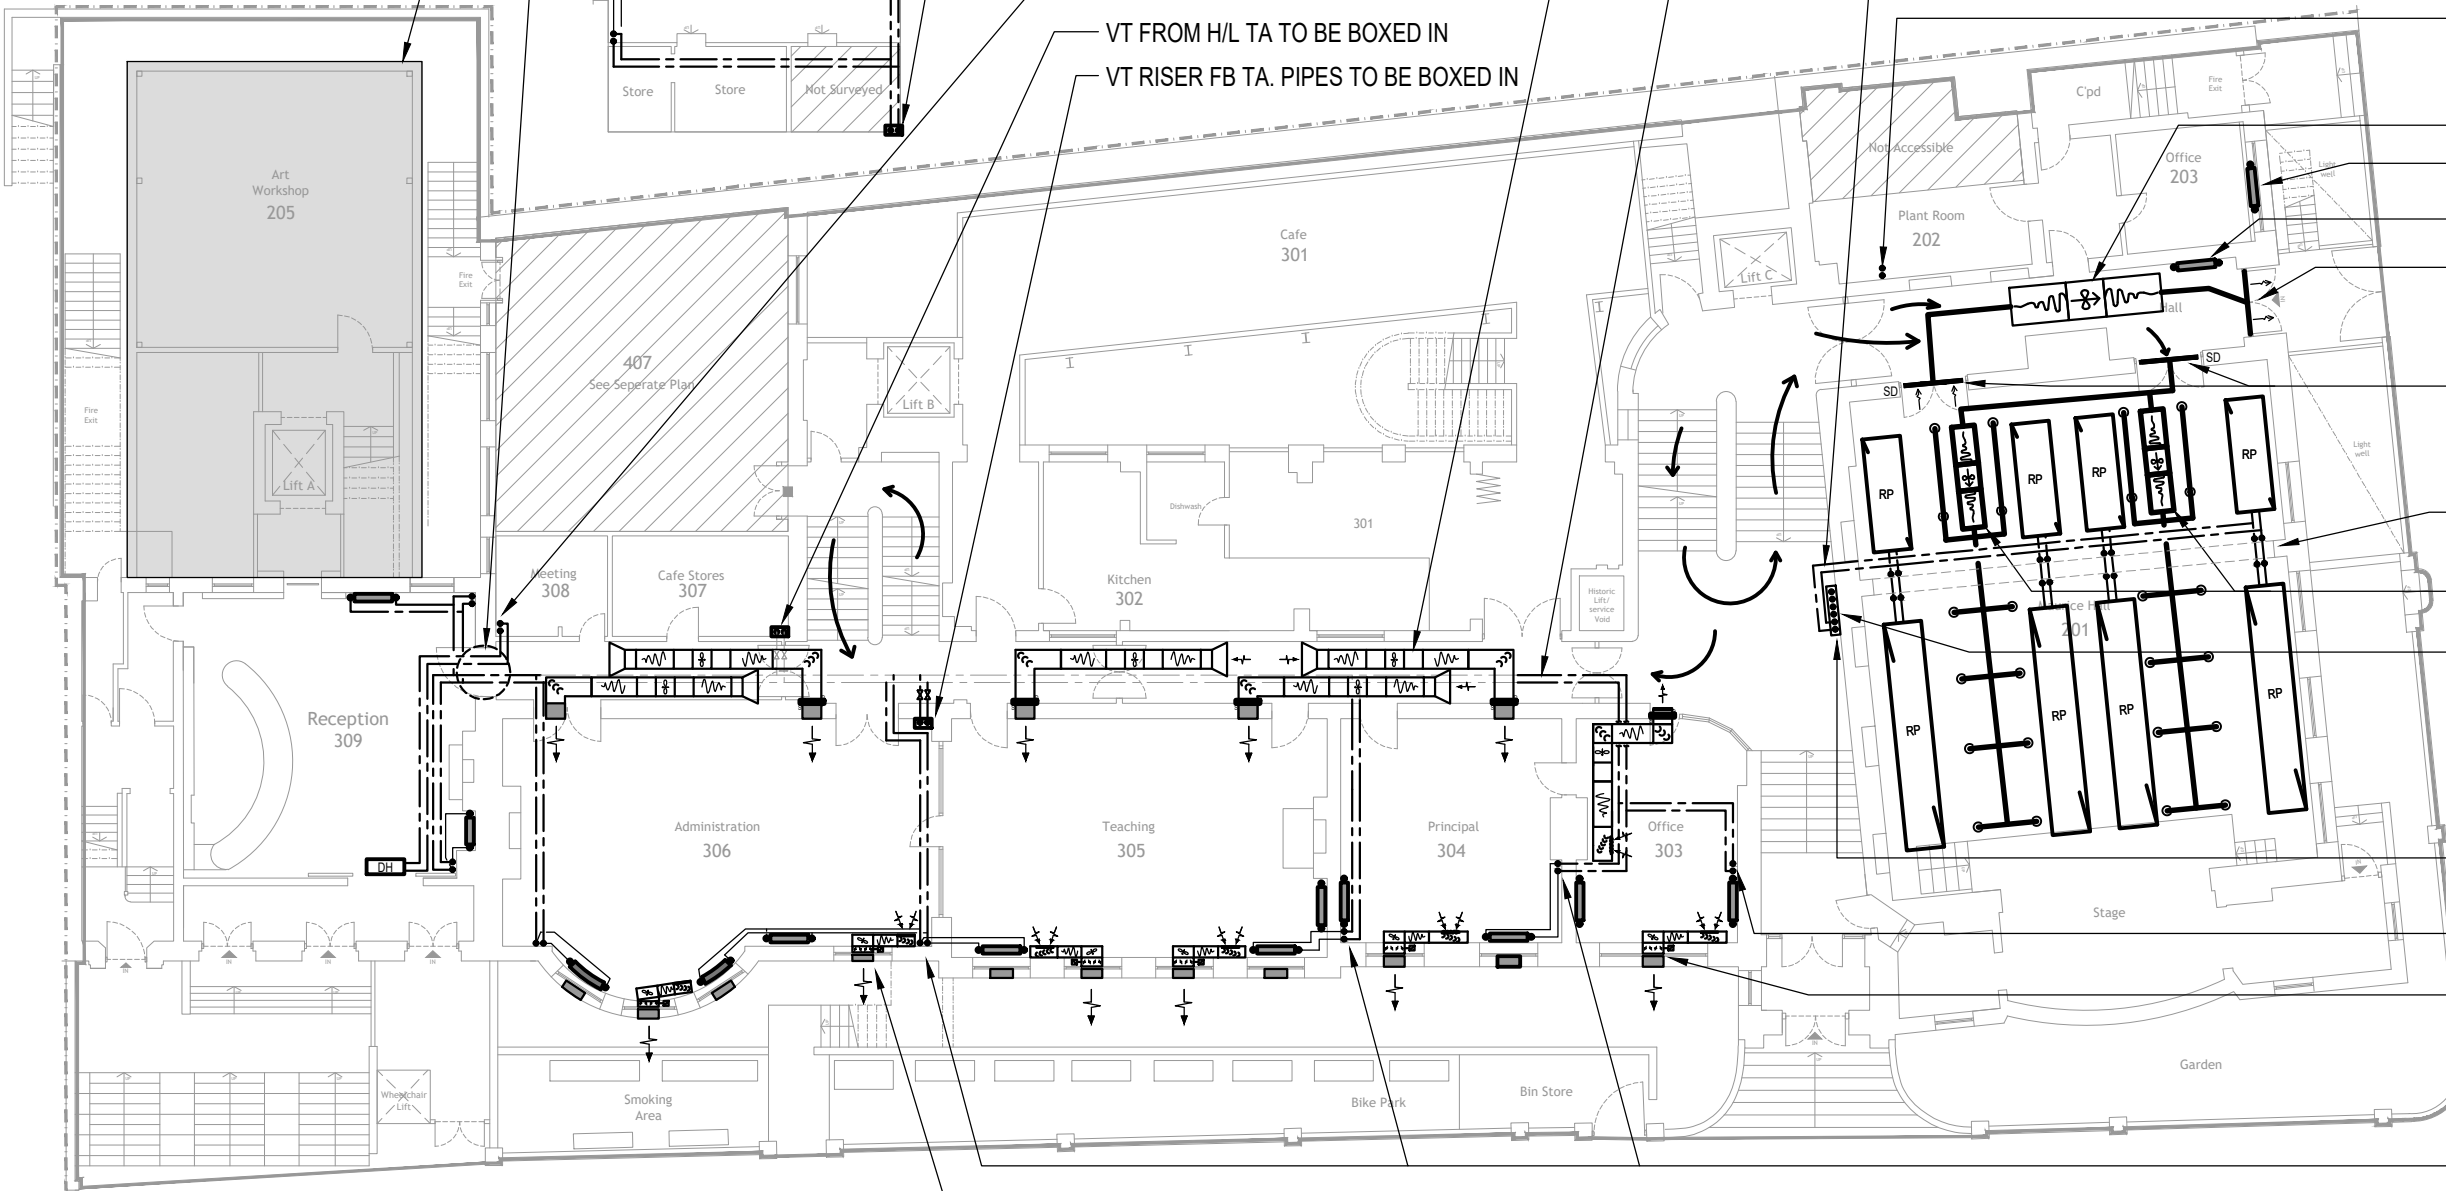 VT FROM H/L TA TO BE BOXED IN
VT RISER FB TA. PIPES TO BE BOXED IN
Store
Store
Not Surveyed
C'pd
Fire
Exit
Art
Workshop
205
Not Accessible
Office
203
Light
well
Plant Room
202
Cafe
301
Lift C
Hall
Fire
Exit
407
See Seperate Plan
SD
SD
Lift B
Fire
Exit
Light
well
RP
RP
RP
RP
Lift A
Dishwash
301
Meeting
308
Cafe Stores
307
Kitchen
302
Historic
Lift/
service
Void
201
RP
RP
RP
RP
Reception
309
Administration
306
Teaching
305
Principal
304
Office
303
DH
Stage
IN
IN
IN
IN
IN
IN
Garden
Wheelchair
Lift
Smoking
Area
Bike Park
Bin Store